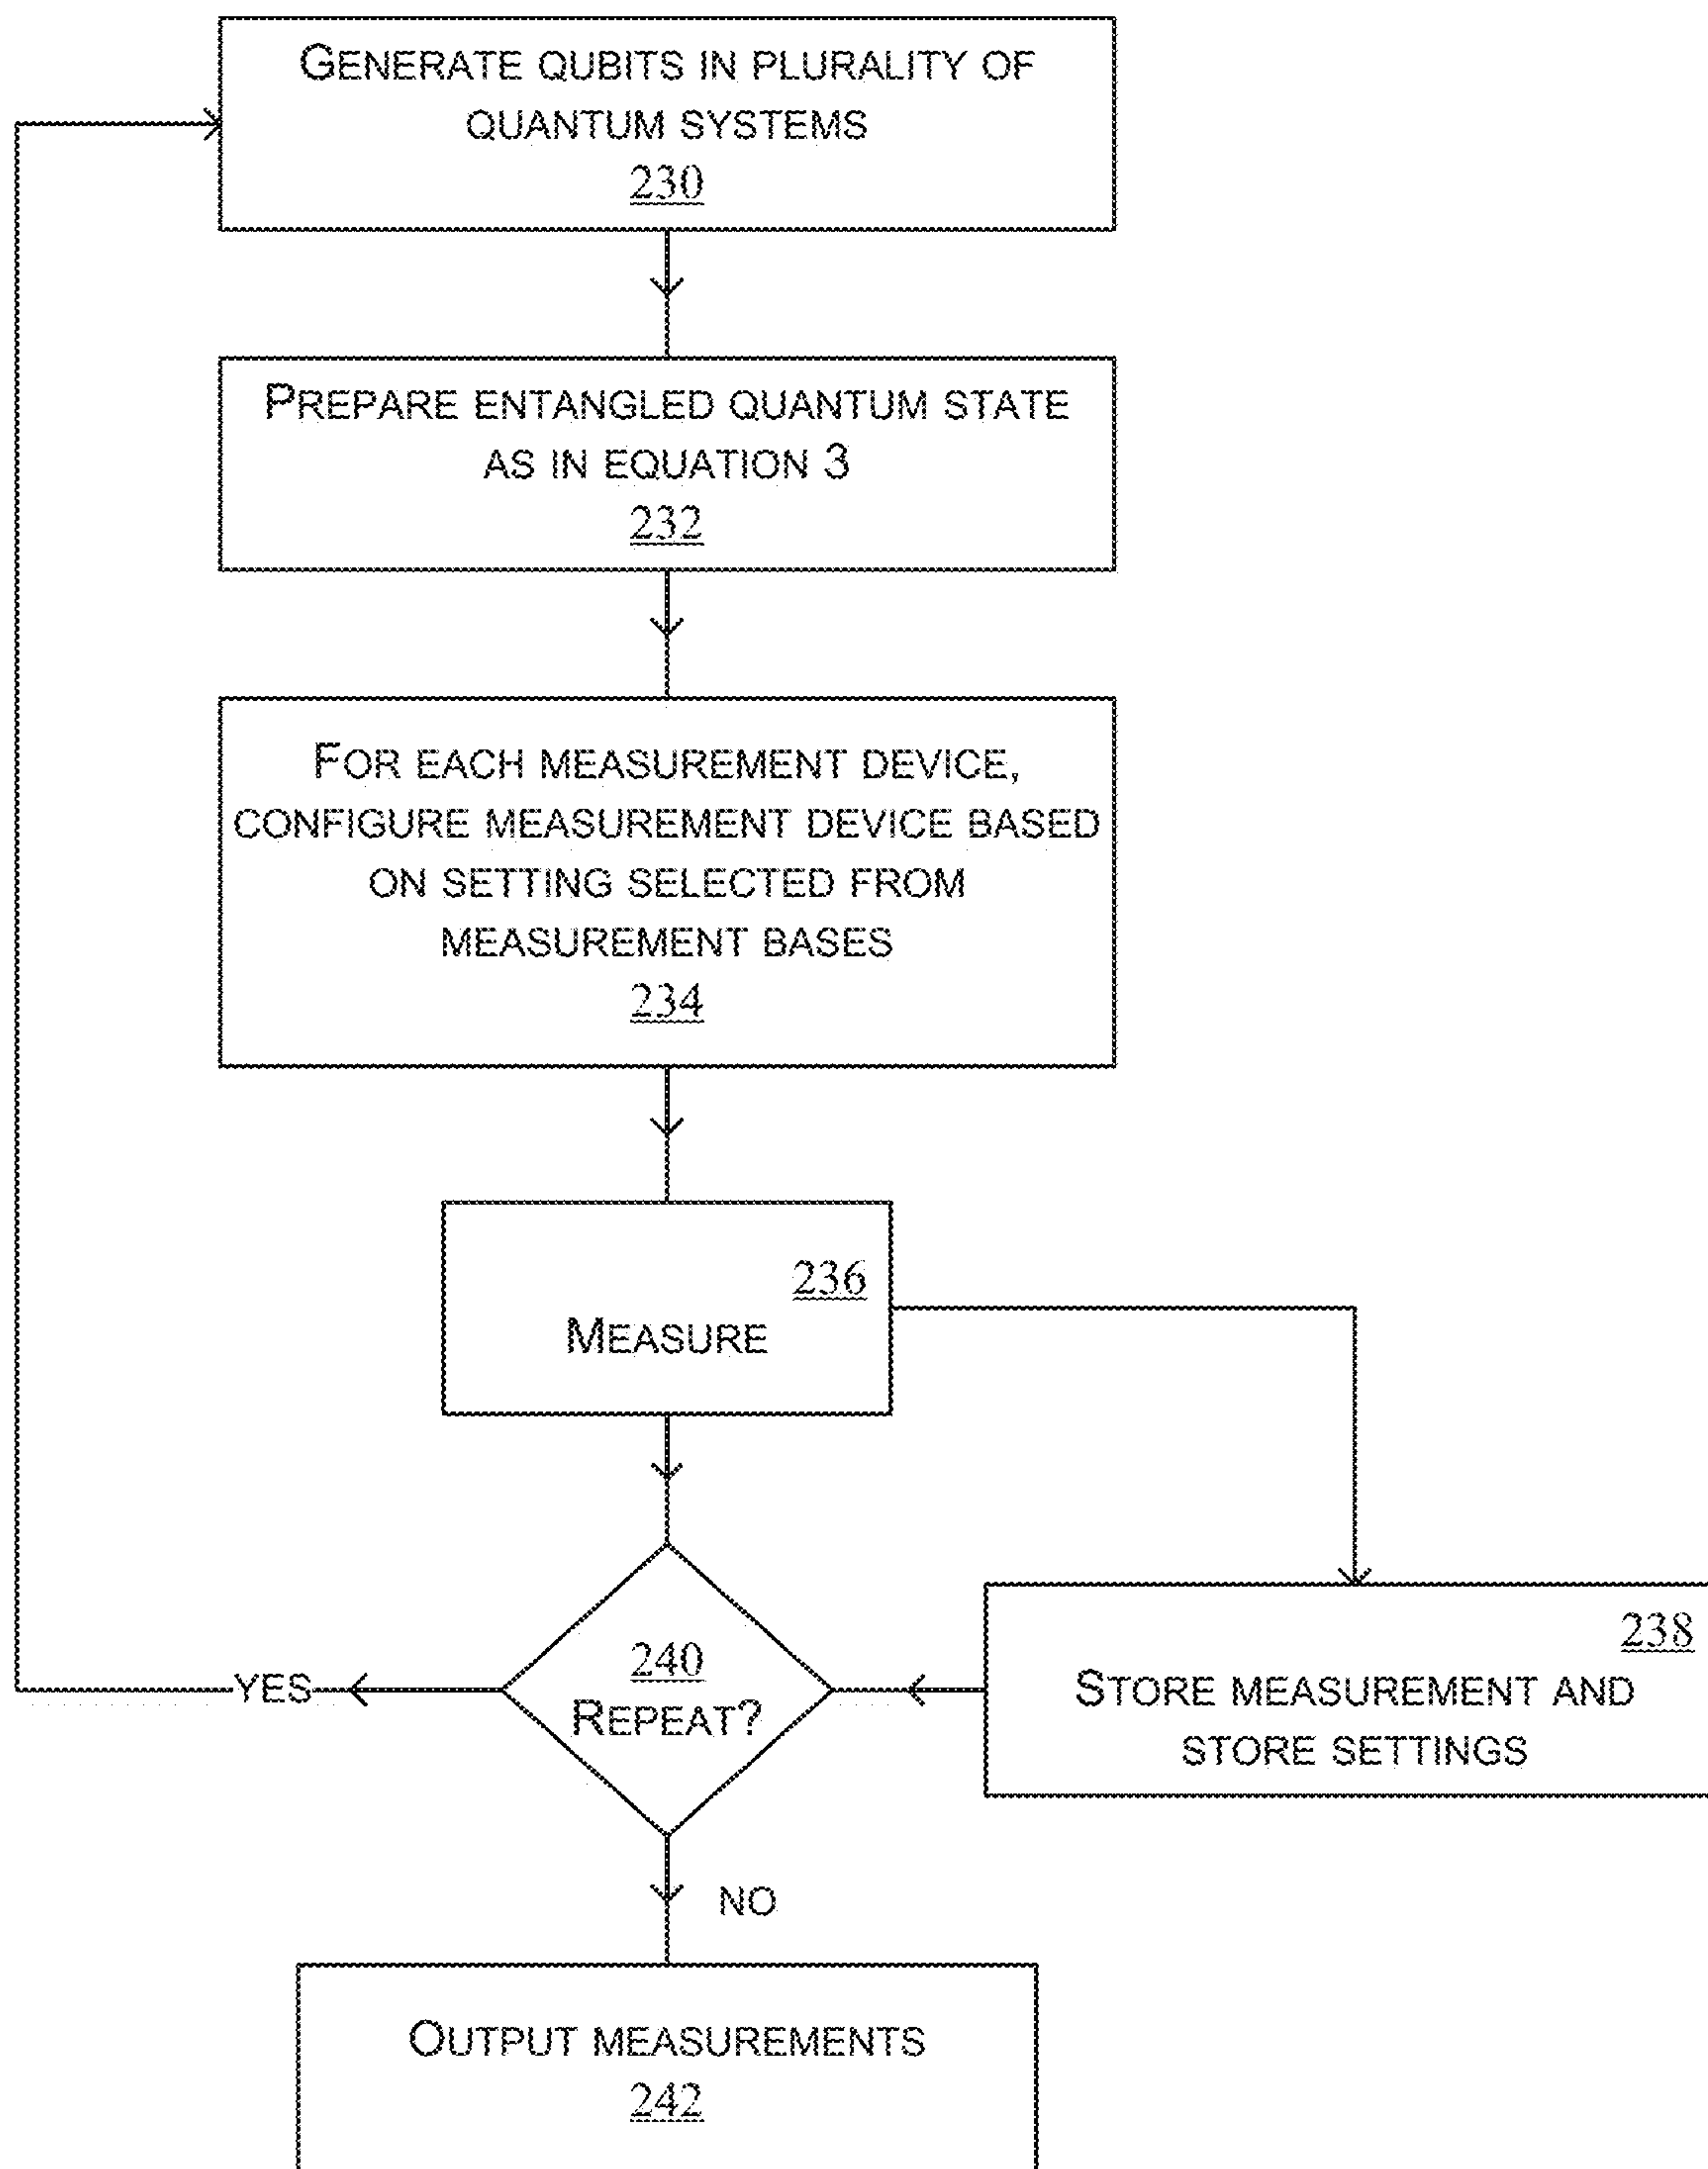 GENERATE QUBITS IN PLURALITY OF
QUANTUM SYSTEMS
230
PREPARE ENTANGLED QUANTUM STATE
AS IN EQUATION 3
232
FOR EACH MEASUREMENT DEVICE,
CONFIGURE MEASUREMENT DEVICE BASED
ON SETTING SELECTED FROM
MEASUREMENT BASES
234
236
MEASURE
238
STORE MEASUREMENT AND
STORE SETTINGS
240
REPEAT?
YES
NO
OUTPUT MEASUREMENTS
242